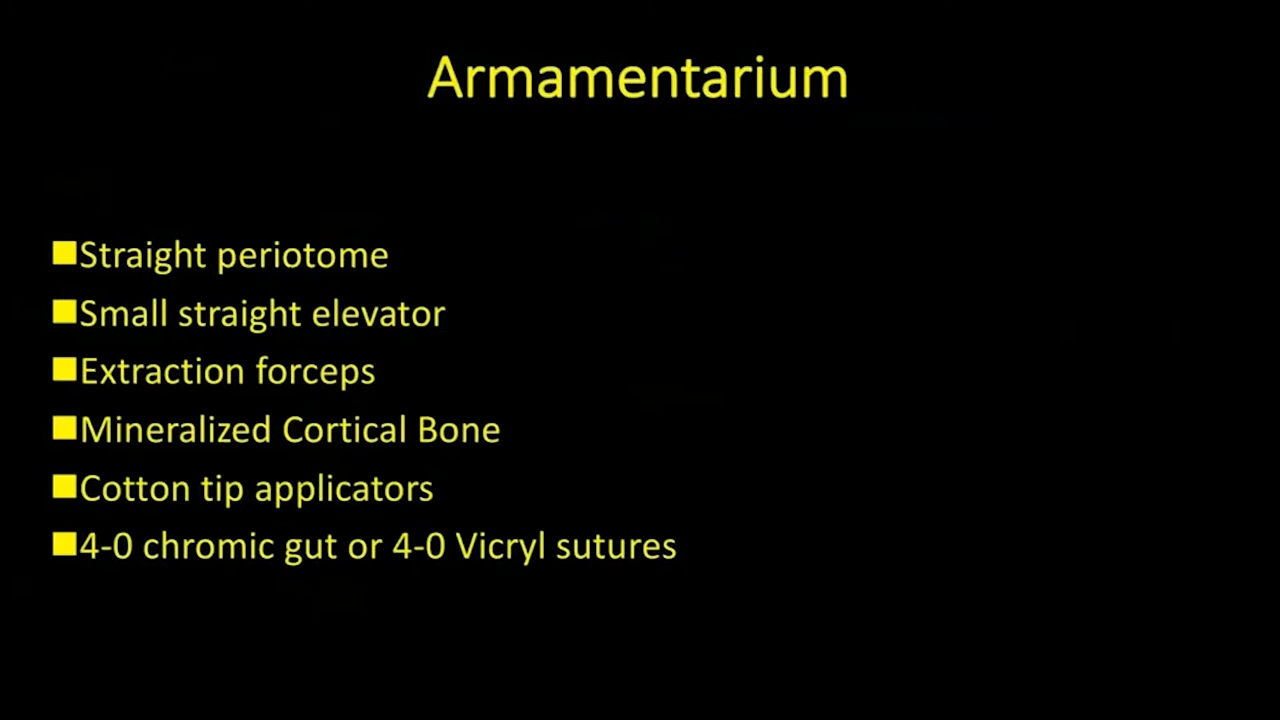 Armamentarium
■Straight periotome
■Small straight elevator
■Extraction forceps
■Mineralized Cortical Bone
■Cotton tip applicators
■4-0 chromic gut or 4-0 Vicryl sutures